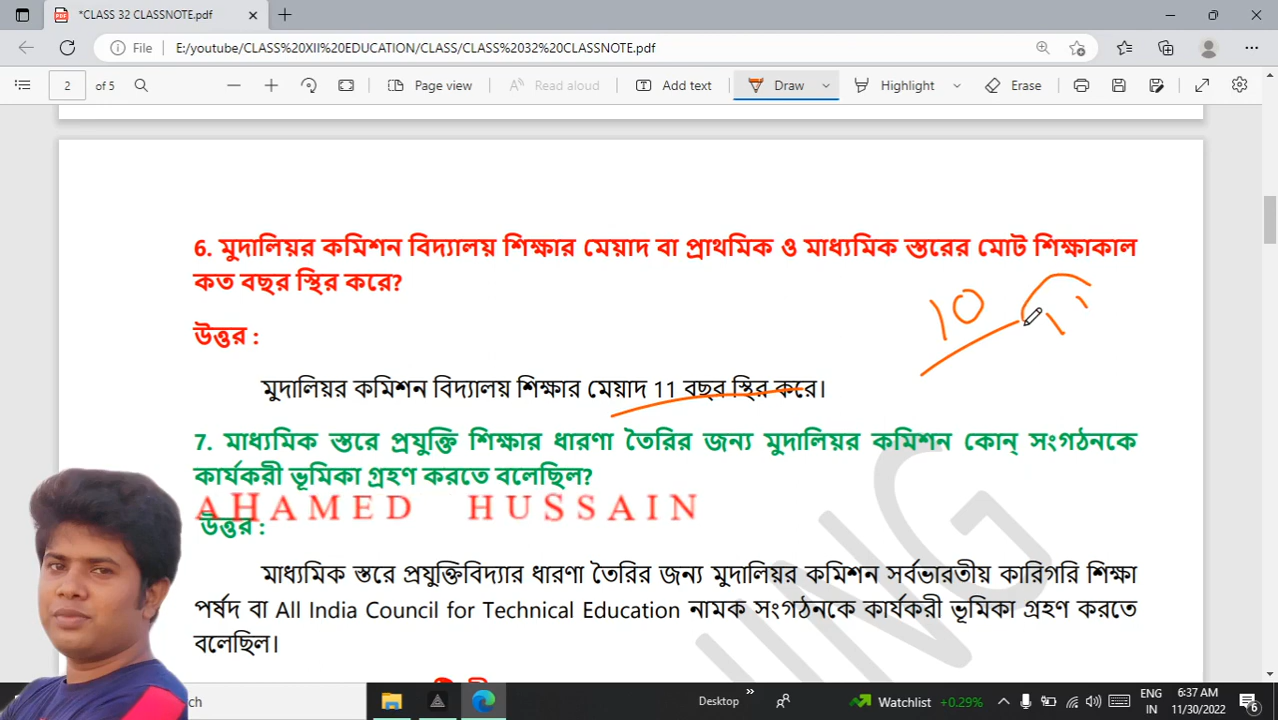 *CLASS 32 CLASSNOTE.pdf
File E:/youtube/CLASS%20XII%20EDUCATION/CLASS/CLASS%2032%20CLASSNOTE.pdf
2 of 5 Page view Read aloud Add text Draw Highlight Erase
6. মুদালিয়র কমিশন বিদ্যালয় শিক্ষার মেয়াদ বা প্রাথমিক ও মাধ্যমিক স্তরের মোট শিক্ষাকাল
কত বছর স্থির করে?
10
উত্তর :
মুদালিয়র কমিশন বিদ্যালয় শিক্ষার মেয়াদ 11 বছর স্থির করে।
7. মাধ্যমিক স্তরে প্রযুক্তি শিক্ষার ধারণা তৈরির জন্য মুদালিয়র কমিশন কোন্ সংগঠনকে
কার্যকরী ভূমিকা গ্রহণ করতে বলেছিল?
AHAMED HUSSAIN
উত্তর :
মাধ্যমিক স্তরে প্রযুক্তিবিদ্যার ধারণা তৈরির জন্য মুদালিয়র কমিশন সর্বভারতীয় কারিগরি শিক্ষা
পর্ষদ বা All India Council for Technical Education নামক সংগঠনকে কার্যকরী ভূমিকা গ্রহণ করতে
বলেছিল।
rch Desktop Watchlist +0.29% ENG 6:37 AM
IN 11/30/2022 6